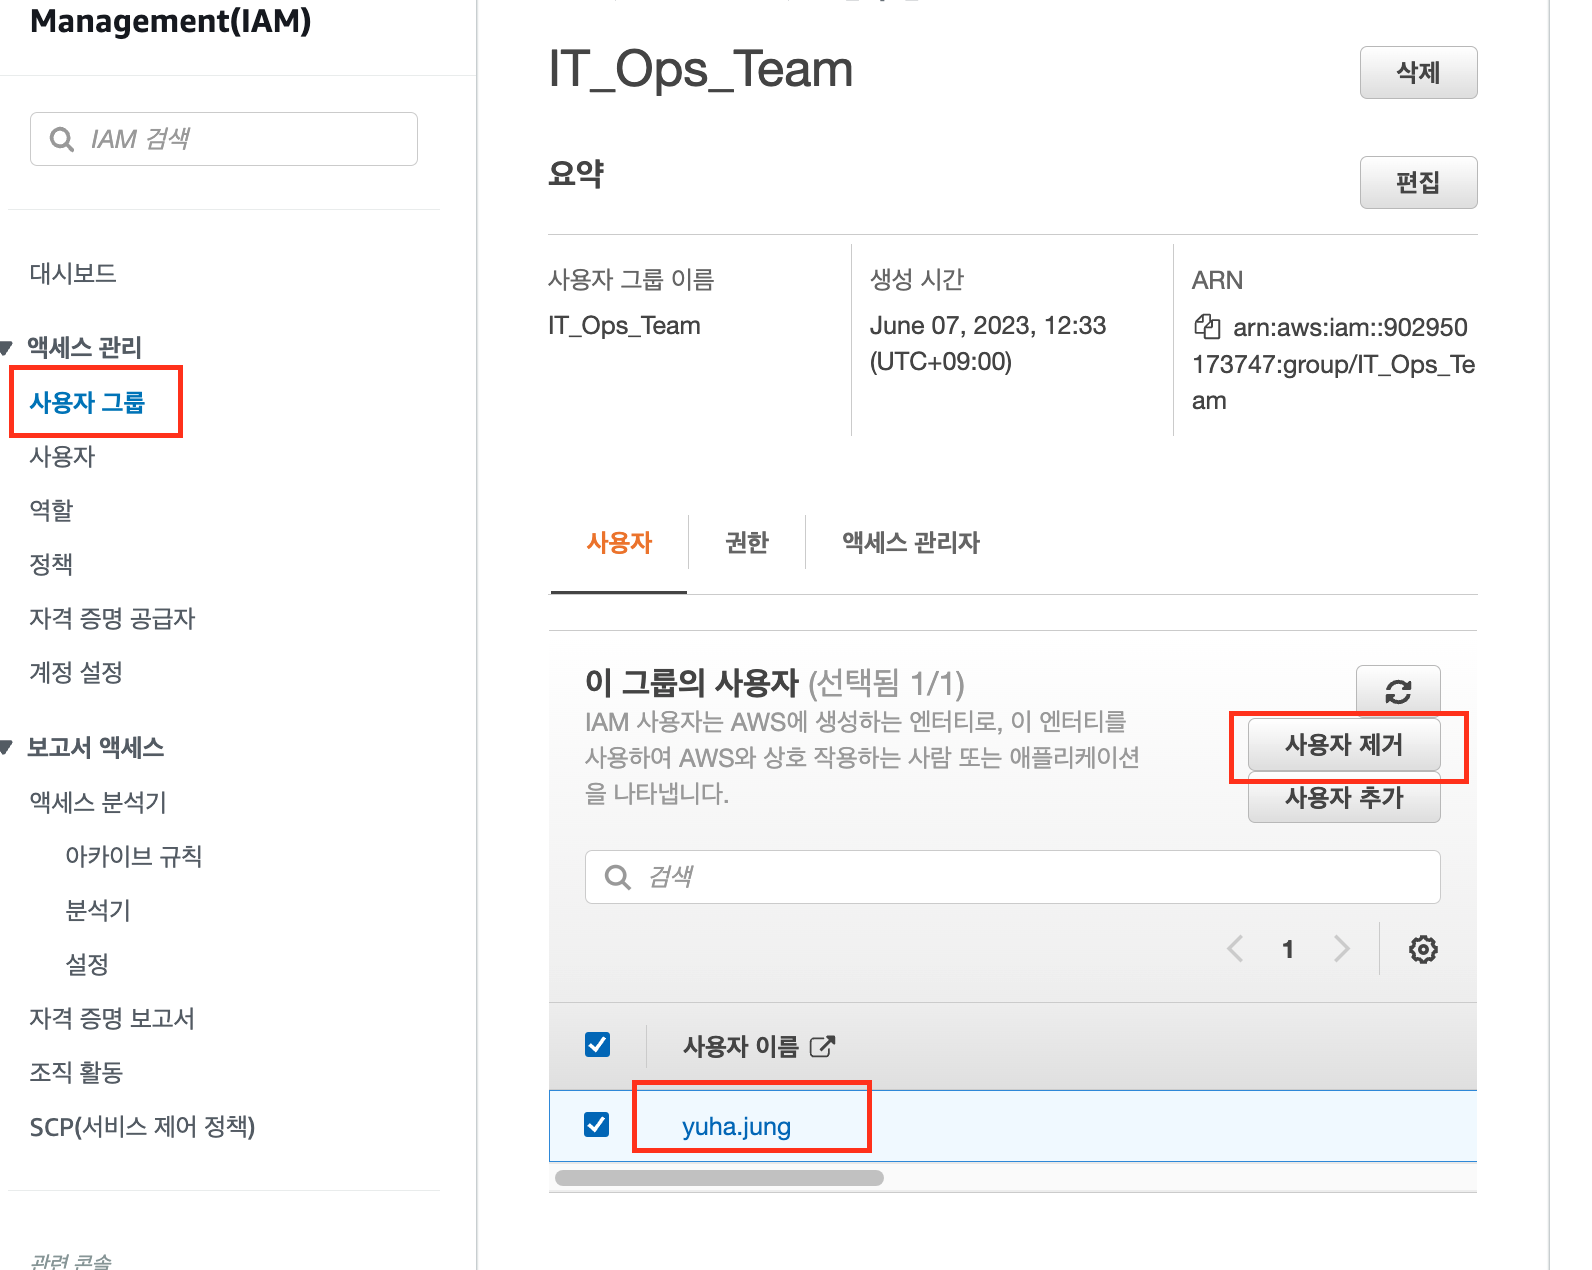 Management(IAM)
IAM 검색
대시보드
액세스 관리
사용자 그룹
사용자
역할
정책
자격 증명 공급자
계정 설정
보고서 액세스
액세스 분석기
아카이브 규칙
분석기
설정
자격 증명 보고서
조직 활동
SCP(서비스 제어 정책)
관련 콘솔
IT_Ops_Team
삭제
요약
편집
사용자 그룹 이름
IT_Ops_Team
생성 시간
June 07, 2023, 12:33
(UTC+09:00)
ARN
arn:aws:iam::902950
173747:group/IT_Ops_Te
am
사용자
권한
액세스 관리자
이 그룹의 사용자 (선택됨 1/1)
IAM 사용자는 AWS에 생성하는 엔터티로, 이 엔터티를
사용하여 AWS와 상호 작용하는 사람 또는 애플리케이션
을 나타냅니다.
사용자 제거
사용자 추가
검색
1
사용자 이름
yuha.jung